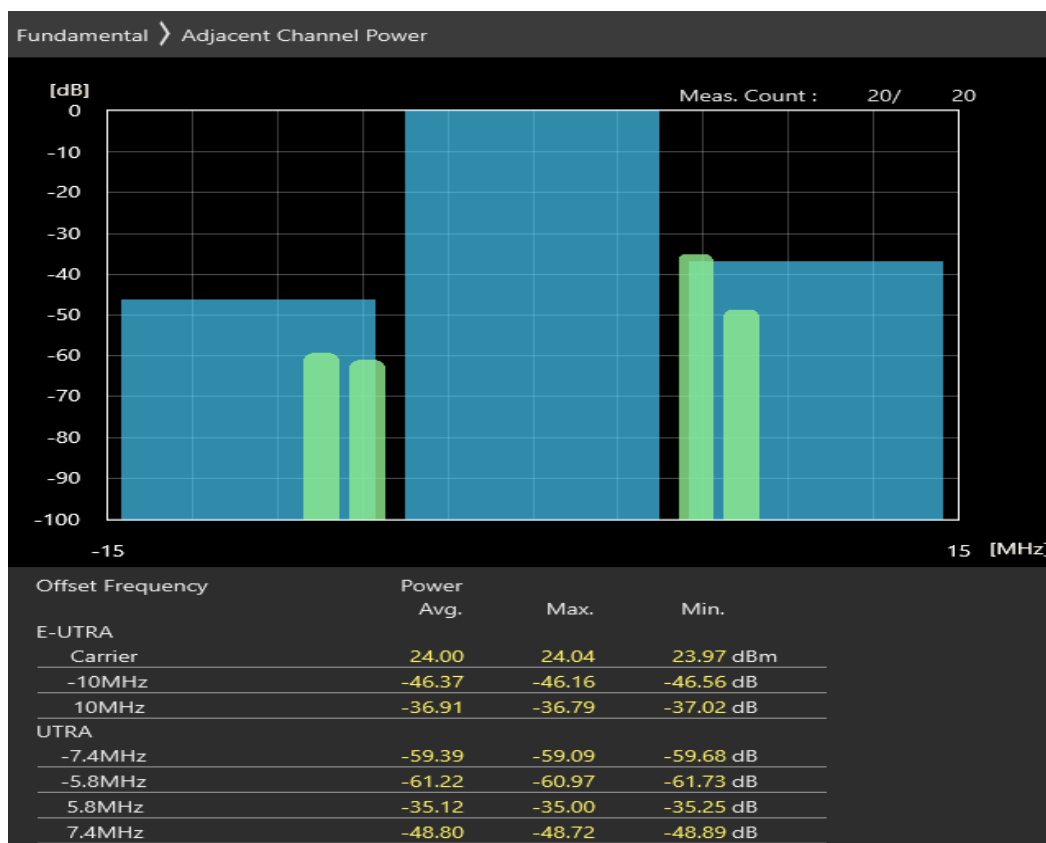 Fundamental 〉 Adjacent Channel Power
[dB]
Meas. Count : 20/ 20
0
-10
-20
-30
-40
-50
-60
-70
-80
-90
-100
-15 15 [MHz]
Offset Frequency Power
Avg. Max. Min.
E-UTRA
Carrier 24.00 24.04 23.97 dBm
-10MHz -46.37 -46.16 -46.56 dB
10MHz -36.91 -36.79 -37.02 dB
UTRA
-7.4MHz -59.39 -59.09 -59.68 dB
-5.8MHz -61.22 -60.97 -61.73 dB
5.8MHz -35.12 -35.00 -35.25 dB
7.4MHz -48.80 -48.72 -48.89 dB